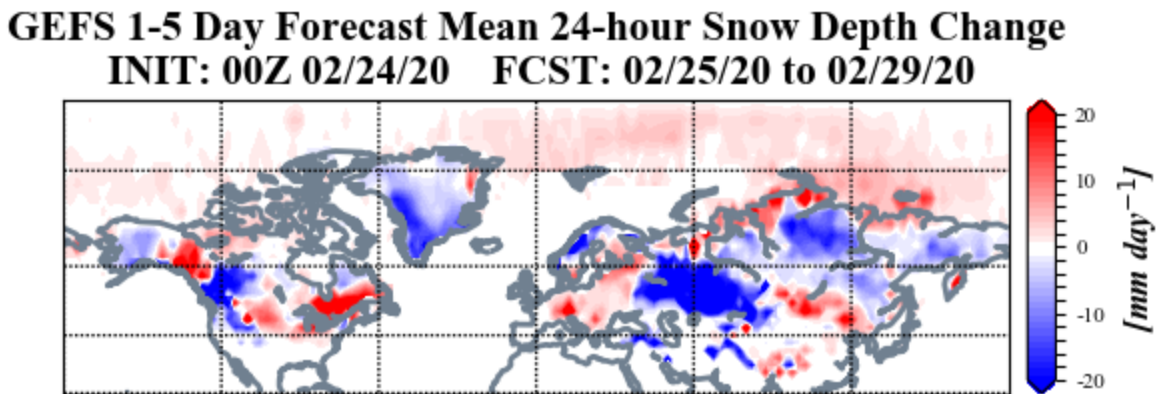 GEFS 1-5 Day Forecast Mean 24-hour Snow Depth Change
INIT: 00Z 02/24/20 FCST: 02/25/20 to 02/29/20
20
10
0
-10
-20
[mm day−1]